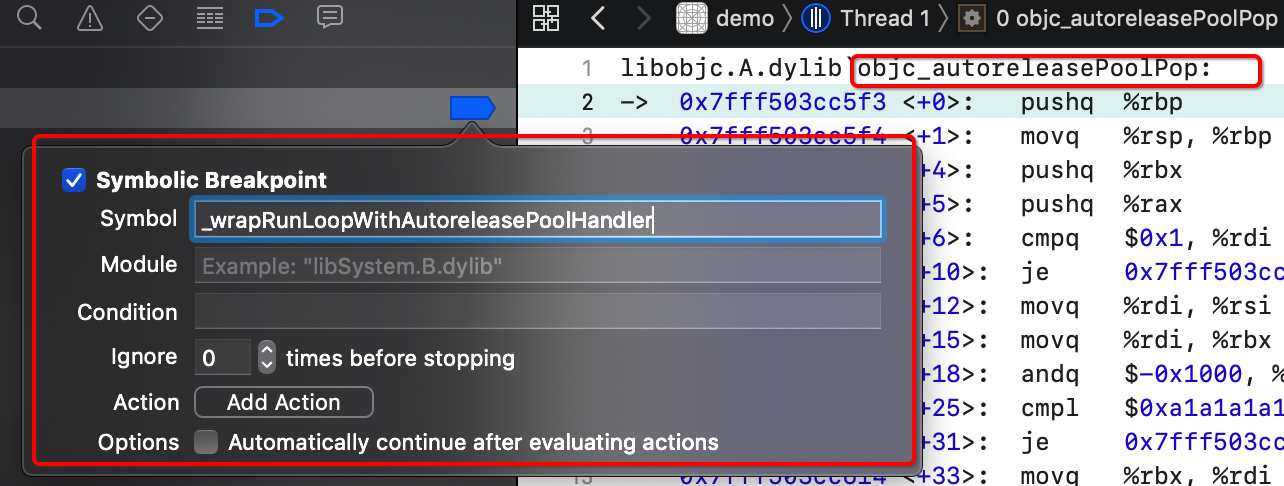 demo 〉 Thread 1 〉 0 objc_autoreleasePoolPop
1 libobjc.A.dylib`objc_autoreleasePoolPop:
2 -> 0x7fff503cc5f3 <+0>: pushq %rbp
3 0x7fff503cc5f4 <+1>: movq %rsp, %rbp
+4>: pushq %rbx
+5>: pushq %rax
+6>: cmpq $0x1, %rdi
+10>: je 0x7fff503cc
+12>: movq %rdi, %rsi
+15>: movq %rdi, %rbx
+18>: andq $-0x1000, %
+25>: cmpl $0xa1a1a1a1
+31>: je 0x7fff503cc
+33>: movq %rbx, %rdi
Symbolic Breakpoint
Symbol _wrapRunLoopWithAutoreleasePoolHandler
Module Example: "libSystem.B.dylib"
Condition
Ignore 0 times before stopping
Action Add Action
Options Automatically continue after evaluating actions